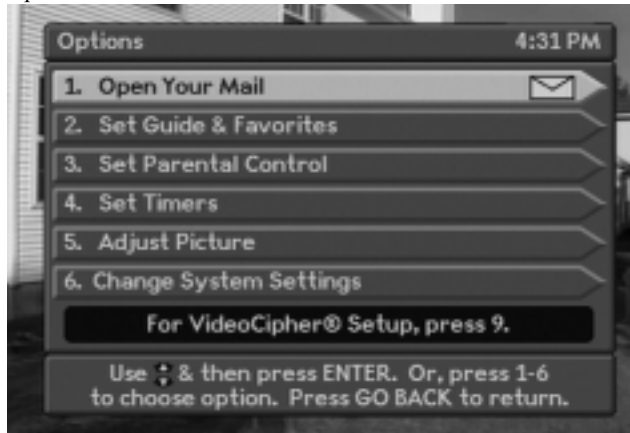 Options 4:31 PM
1. Open Your Mail
2. Set Guide & Favorites
3. Set Parental Control
4. Set Timers
5. Adjust Picture
6. Change System Settings
For VideoCipher® Setup, press 9.
Use & then press ENTER. Or, press 1-6
to choose option. Press GO BACK to return.